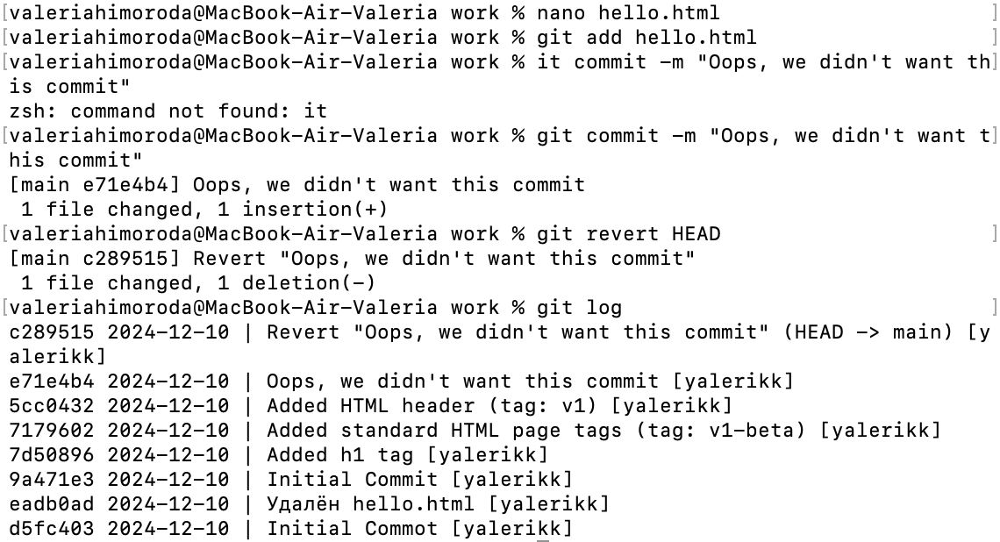 [valeriahimoroda@MacBook-Air-Valeria work % nano hello.html ]
[valeriahimoroda@MacBook-Air-Valeria work % git add hello.html ]
[valeriahimoroda@MacBook-Air-Valeria work % it commit -m "Oops, we didn't want th]
is commit"
zsh: command not found: it
[valeriahimoroda@MacBook-Air-Valeria work % git commit -m "Oops, we didn't want t]
his commit"
[main e71e4b4] Oops, we didn't want this commit
 1 file changed, 1 insertion(+)
[valeriahimoroda@MacBook-Air-Valeria work % git revert HEAD ]
[main c289515] Revert "Oops, we didn't want this commit"
 1 file changed, 1 deletion(-)
[valeriahimoroda@MacBook-Air-Valeria work % git log ]
c289515 2024-12-10 | Revert "Oops, we didn't want this commit" (HEAD -> main) [y
alerikk]
e71e4b4 2024-12-10 | Oops, we didn't want this commit [yalerikk]
5cc0432 2024-12-10 | Added HTML header (tag: v1) [yalerikk]
7179602 2024-12-10 | Added standard HTML page tags (tag: v1-beta) [yalerikk]
7d50896 2024-12-10 | Added h1 tag [yalerikk]
9a471e3 2024-12-10 | Initial Commit [yalerikk]
eadb0ad 2024-12-10 | Удалён hello.html [yalerikk]
d5fc403 2024-12-10 | Initial Commot [yalerikk]